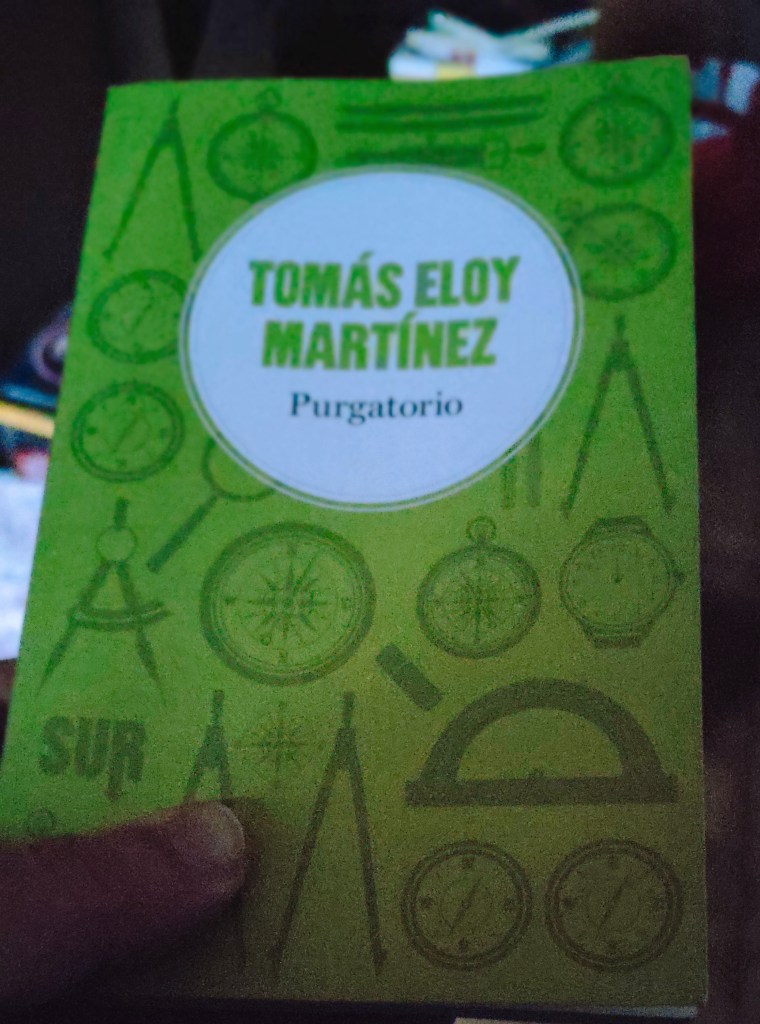 TOMÁS ELOY
MARTÍNEZ
Purgatorio
SUR